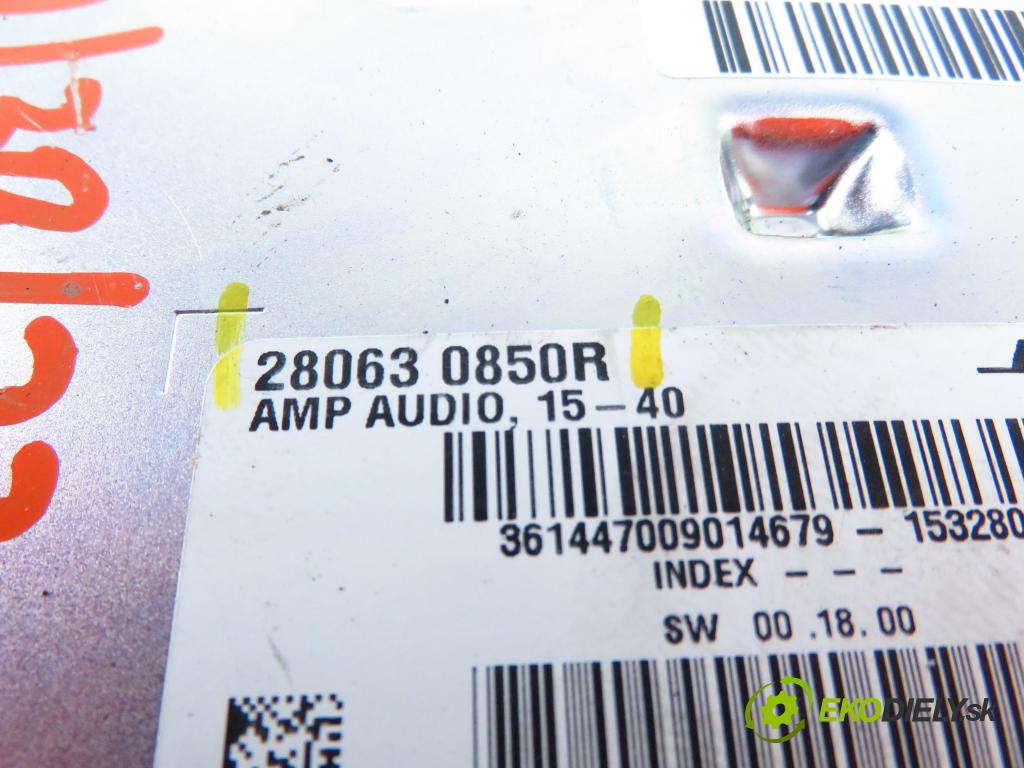 28063 0850R
AMP AUDIO, 15-40
361447009014679 - 153280
INDEX - - -
SW 00 .18. 00
EKODIELY.sk